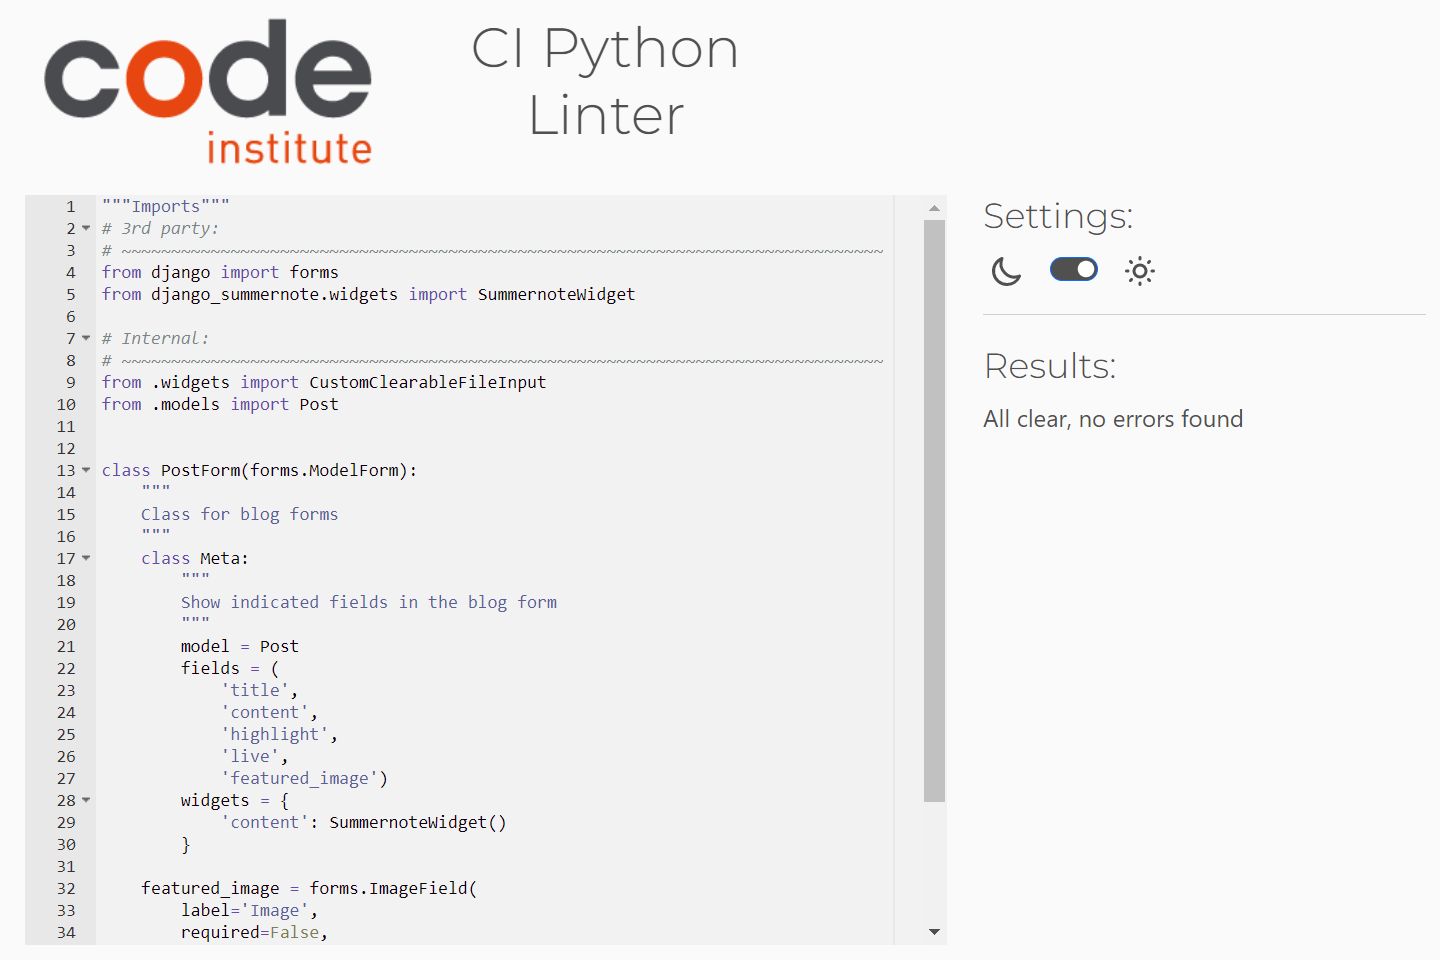 code
institute
CI Python
Linter
1 """Imports"""
2 # 3rd party:
3 # ~~~~~~~~~~~~~~~~~~~~~~~~~~~~~~~~~~~~~~~~~~~~~~~~~~~~~~~~~~~~~~~~~~~~~~~~~~~~~
4 from django import forms
5 from django_summernote.widgets import SummernoteWidget
6
7 # Internal:
8 # ~~~~~~~~~~~~~~~~~~~~~~~~~~~~~~~~~~~~~~~~~~~~~~~~~~~~~~~~~~~~~~~~~~~~~~~~~~~~~
9 from .widgets import CustomClearableFileInput
10 from .models import Post
11
12
13 class PostForm(forms.ModelForm):
14     """
15     Class for blog forms
16     """
17     class Meta:
18         """
19         Show indicated fields in the blog form
20         """
21         model = Post
22         fields = (
23             'title',
24             'content',
25             'highlight',
26             'live',
27             'featured_image')
28         widgets = {
29             'content': SummernoteWidget()
30         }
31
32     featured_image = forms.ImageField(
33         label='Image',
34         required=False,
Settings:
Results:
All clear, no errors found